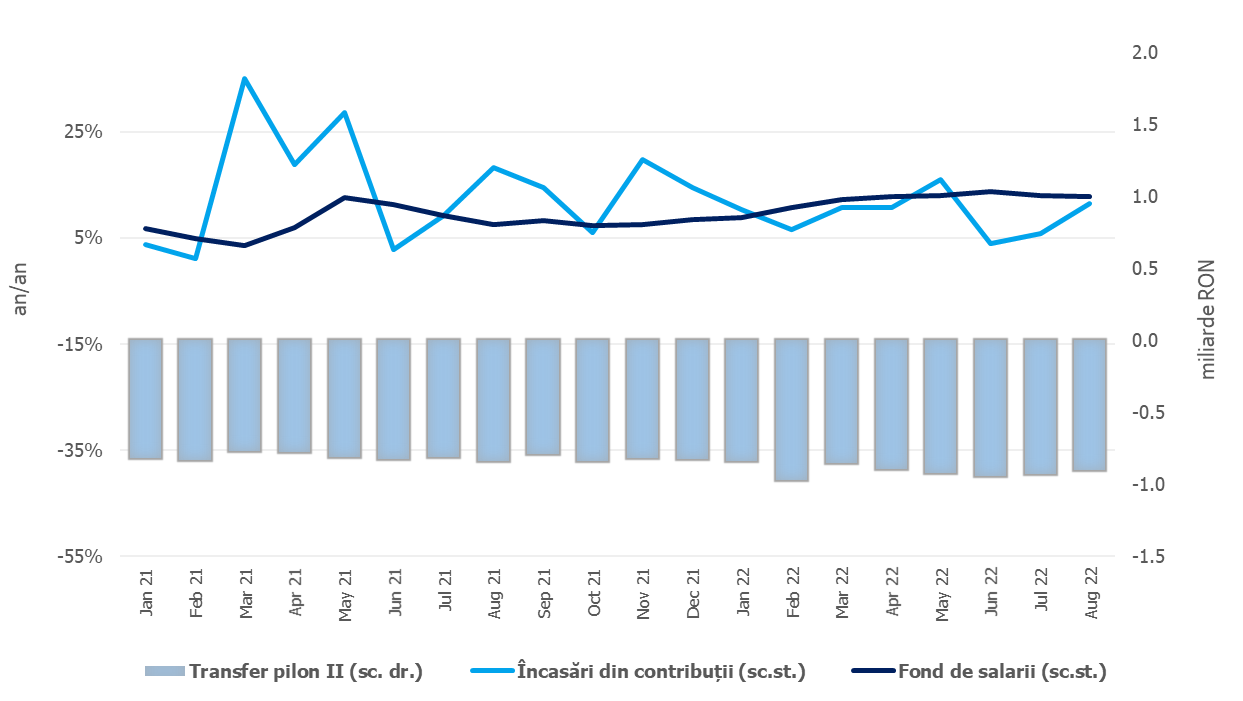 2.0
25%
1.5
1.0
5%
0.5
an/an
miliarde RON
-15%
0.0
-0.5
-35%
-1.0
-55%
-1.5
Jan 21
Feb 21
Mar 21
Apr 21
May 21
Jun 21
Jul 21
Aug 21
Sep 21
Oct 21
Nov 21
Dec 21
Jan 22
Feb 22
Mar 22
Apr 22
May 22
Jun 22
Jul 22
Aug 22
Transfer pilon II (sc. dr.)
Încasări din contribuții (sc.st.)
Fond de salarii (sc.st.)